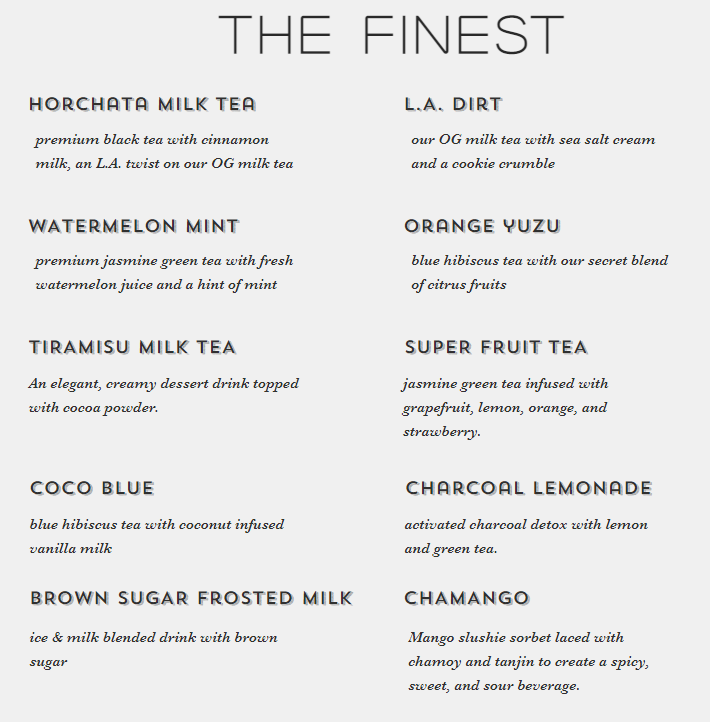 THE FINEST
HORCHATA MILK TEA
premium black tea with cinnamon
milk, an L.A. twist on our OG milk tea
L.A. DIRT
our OG milk tea with sea salt cream
and a cookie crumble
WATERMELON MINT
premium jasmine green tea with fresh
watermelon juice and a hint of mint
ORANGE YUZU
blue hibiscus tea with our secret blend
of citrus fruits
TIRAMISU MILK TEA
An elegant, creamy dessert drink topped
with cocoa powder.
SUPER FRUIT TEA
jasmine green tea infused with
grapefruit, lemon, orange, and
strawberry.
COCO BLUE
blue hibiscus tea with coconut infused
vanilla milk
CHARCOAL LEMONADE
activated charcoal detox with lemon
and green tea.
BROWN SUGAR FROSTED MILK
ice & milk blended drink with brown
sugar
CHAMANGO
Mango slushie sorbet laced with
chamoy and tanjin to create a spicy,
sweet, and sour beverage.